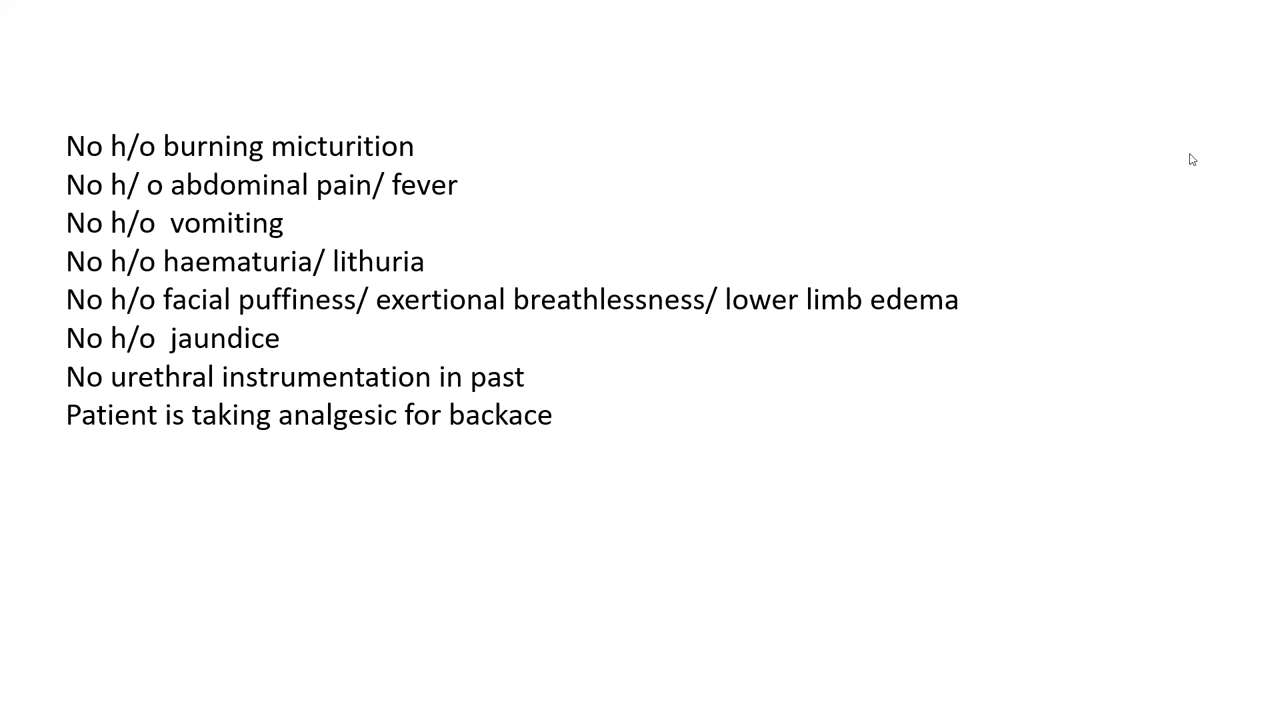 No h/o burning micturition
No h/ o abdominal pain/ fever
No h/o  vomiting
No h/o haematuria/ lithuria
No h/o facial puffiness/ exertional breathlessness/ lower limb edema
No h/o  jaundice
No urethral instrumentation in past
Patient is taking analgesic for backace